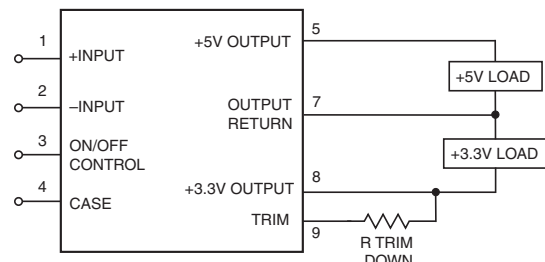 1
+INPUT
2
–INPUT
3
ON/OFF
CONTROL
4
CASE
+5V OUTPUT
5
OUTPUT
RETURN
7
+3.3V OUTPUT
8
TRIM
9
+5V LOAD
+3.3V LOAD
R TRIM
DOWN